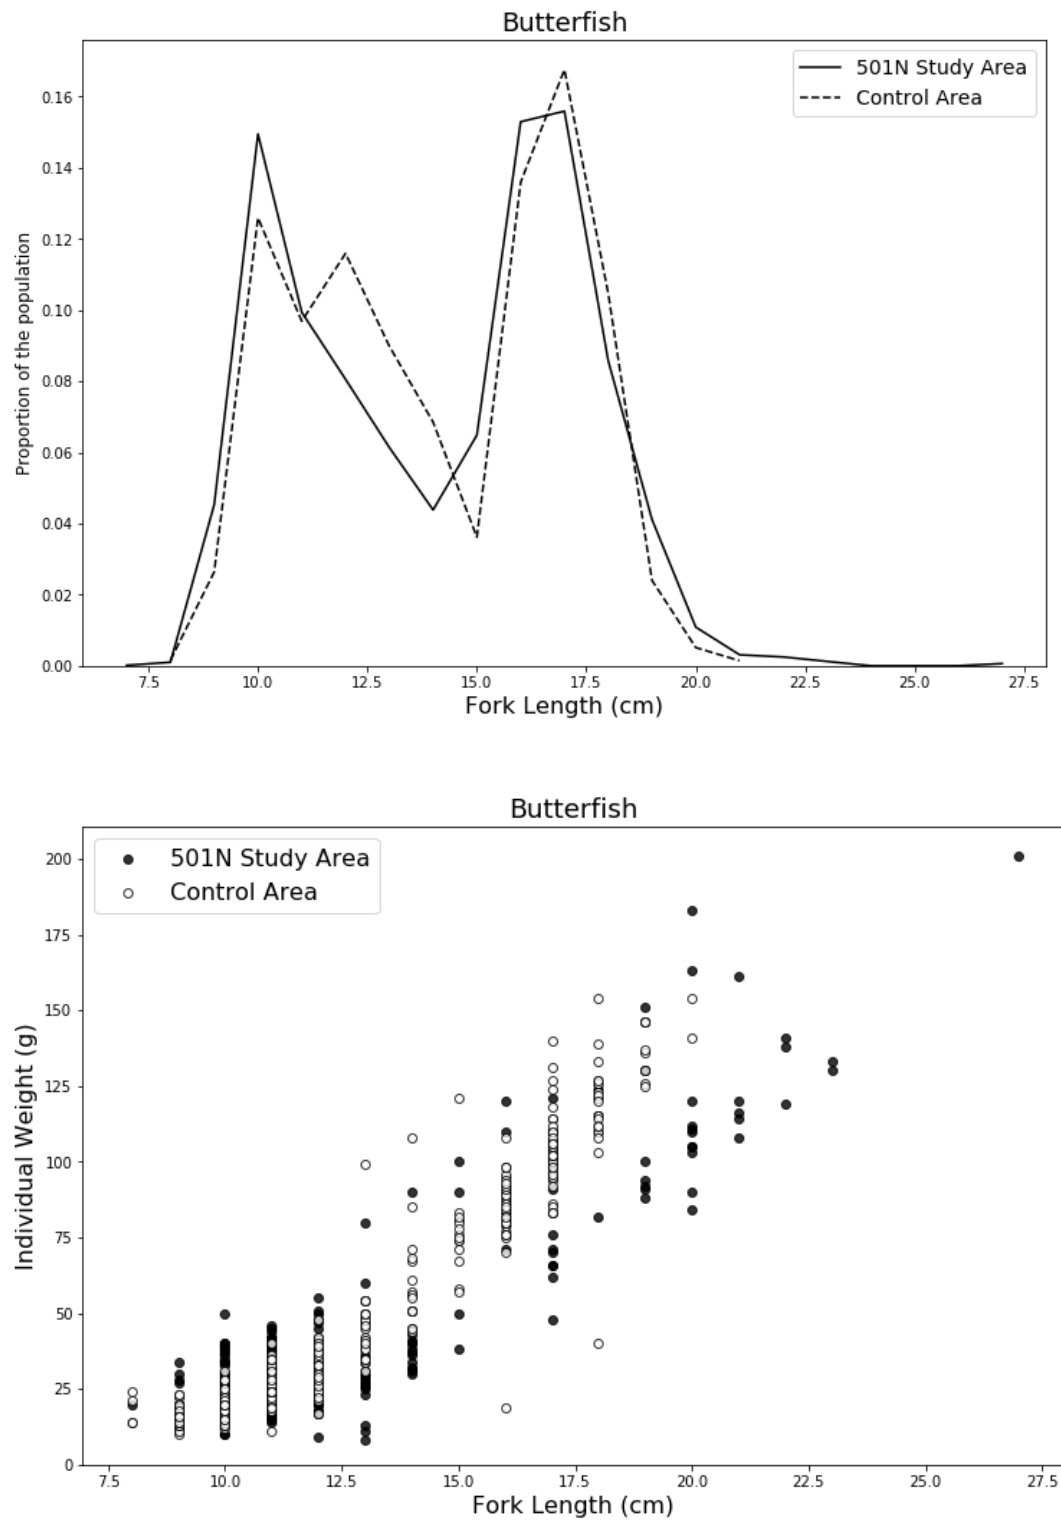 Butterfish
501N Study Area
Control Area
Proportion of the population
0.16
0.14
0.12
0.10
0.08
0.06
0.04
0.02
0.00
7.5 10.0 12.5 15.0 17.5 20.0 22.5 25.0 27.5
Fork Length (cm)
Butterfish
501N Study Area
Control Area
Individual Weight (g)
200
175
150
125
100
75
50
25
0
7.5 10.0 12.5 15.0 17.5 20.0 22.5 25.0 27.5
Fork Length (cm)